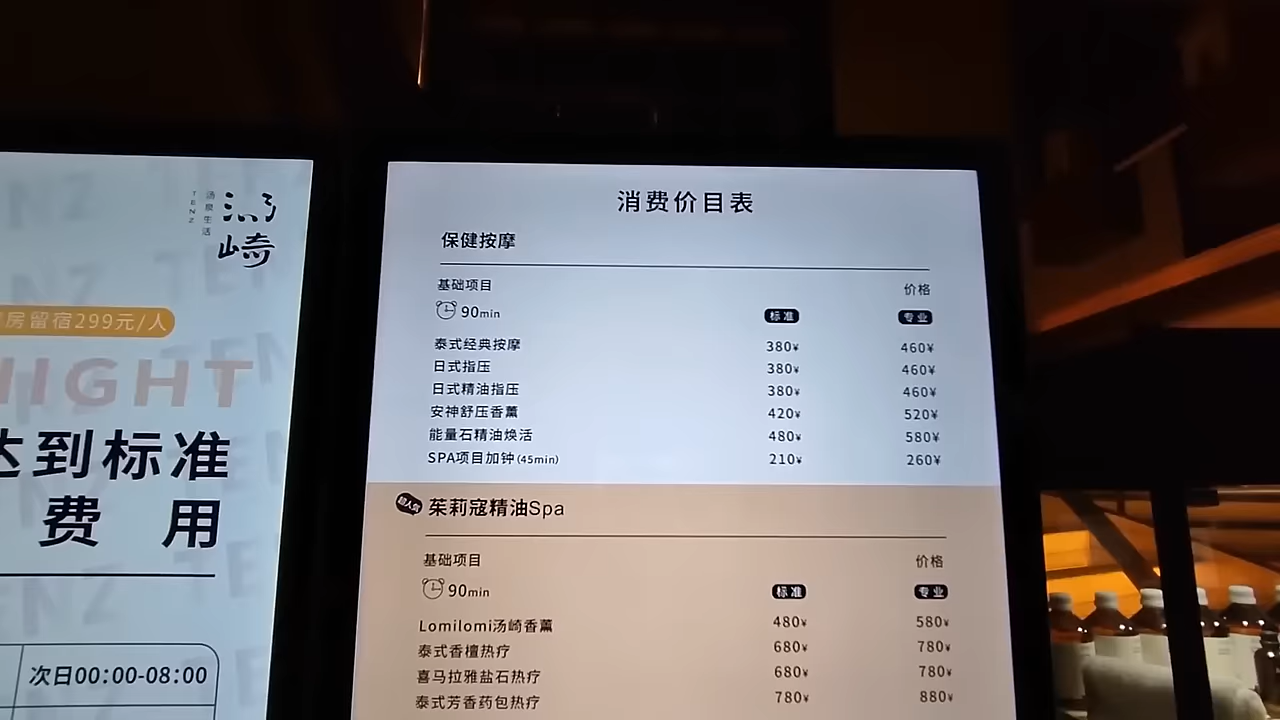 TENZ
汤泉生活
汤崎
房留宿299元/人
NIGHT
达到标准
费 用
次日00:00-08:00
消费价目表
保健按摩
基础项目 价格
90min 标准 专业
泰式经典按摩 380¥ 460¥
日式指压 380¥ 460¥
日式精油指压 380¥ 460¥
安神舒压香薰 420¥ 520¥
能量石精油焕活 480¥ 580¥
SPA项目加钟(45min) 210¥ 260¥
茱莉寇精油Spa
基础项目 价格
90min 标准 专业
Lomilomi汤崎香薰 480¥ 580¥
泰式香檀热疗 680¥ 780¥
喜马拉雅盐石热疗 680¥ 780¥
泰式芳香药包热疗 780¥ 880¥